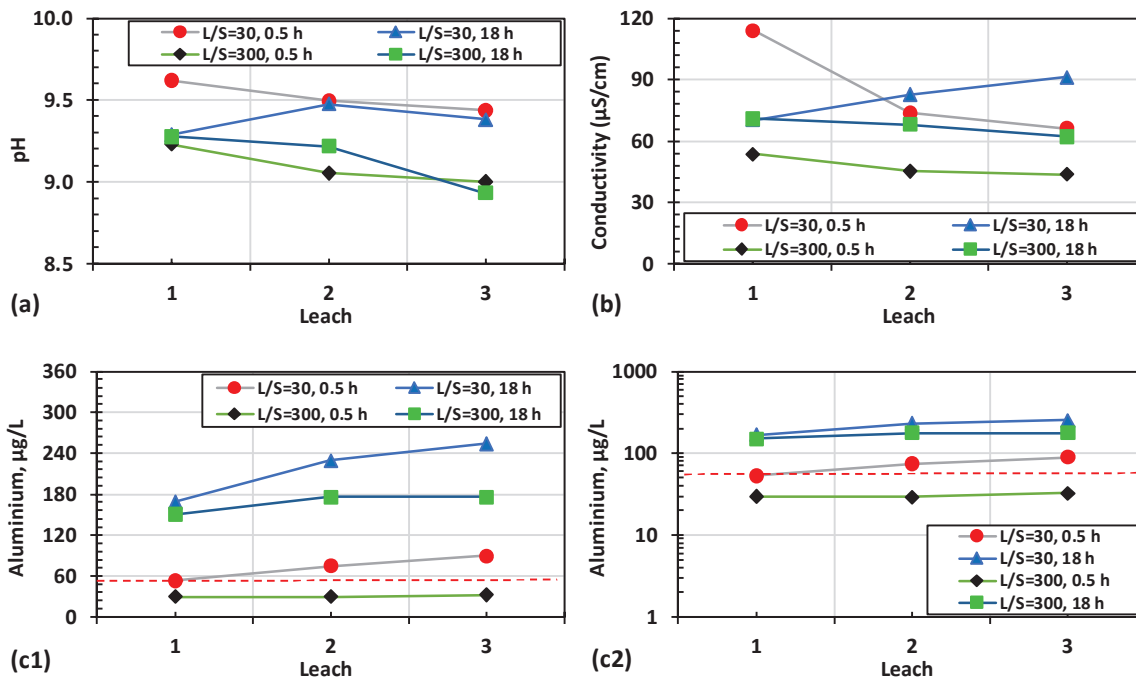 10.0
9.5
9.0
8.5
pH
L/S=30, 0.5 h
L/S=30, 18 h
L/S=300, 0.5 h
L/S=300, 18 h
1 2 3
Leach
(a)
120
90
60
30
0
Conductivity (µS/cm)
L/S=30, 0.5 h
L/S=30, 18 h
L/S=300, 0.5 h
L/S=300, 18 h
1 2 3
Leach
(b)
360
300
240
180
120
60
0
Aluminium, µg/L
L/S=30, 0.5 h
L/S=30, 18 h
L/S=300, 0.5 h
L/S=300, 18 h
1 2 3
Leach
(c1)
1000
100
10
1
Aluminium, µg/L
L/S=30, 0.5 h
L/S=30, 18 h
L/S=300, 0.5 h
L/S=300, 18 h
1 2 3
Leach
(c2)